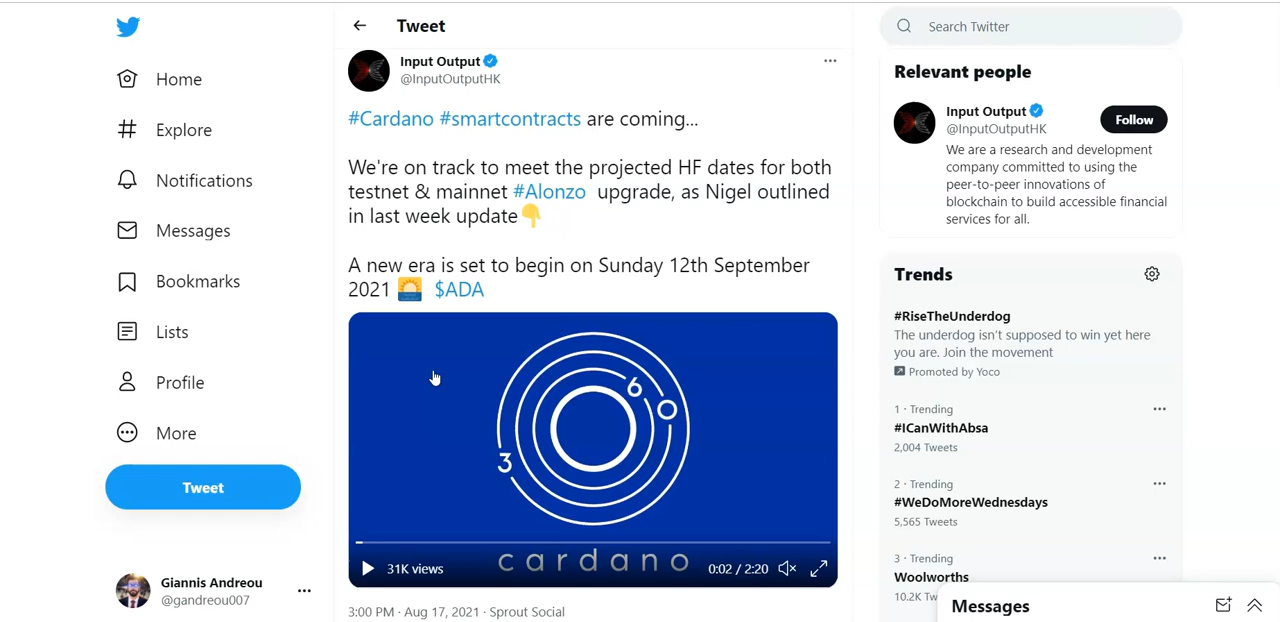 Home
Explore
Notifications
Messages
Bookmarks
Lists
Profile
More
Tweet
Giannis Andreou
@gandreou007
Tweet
Input Output
@InputOutputHK
#Cardano #smartcontracts are coming...
We're on track to meet the projected HF dates for both
testnet & mainnet #Alonzo upgrade, as Nigel outlined
in last week update👇
A new era is set to begin on Sunday 12th September
2021 🌅 $ADA
3 6 0
cardano
31K views
0:02 / 2:20
3:00 PM · Aug 17, 2021 · Sprout Social
Search Twitter
Relevant people
Input Output
@InputOutputHK
Follow
We are a research and development
company committed to using the
peer-to-peer innovations of
blockchain to build accessible financial
services for all.
Trends
#RiseTheUnderdog
The underdog isn't supposed to win yet here
you are. Join the movement
Promoted by Yoco
1 · Trending
#ICanWithAbsa
2,004 Tweets
2 · Trending
#WeDoMoreWednesdays
5,565 Tweets
3 · Trending
Woolworths
10.2K Tw
Messages